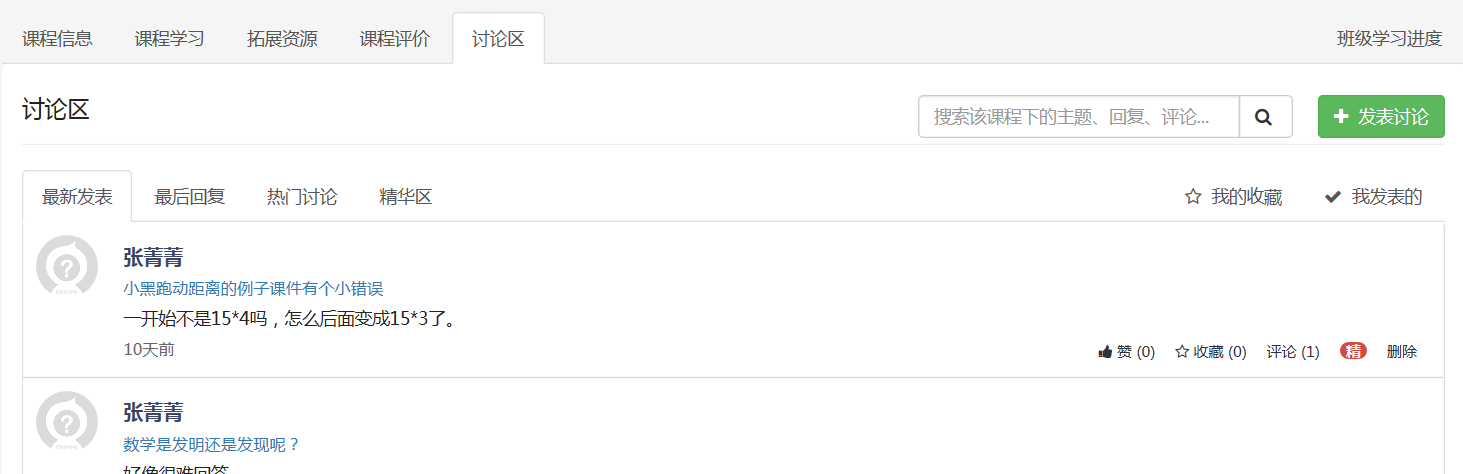 课程信息 课程学习 拓展资源 课程评价 讨论区 班级学习进度
讨论区 搜索该课程下的主题、回复、评论... 发表讨论
最新发表 最后回复 热门讨论 精华区 我的收藏 我发表的
张菁菁
小黑跑动距离的例子课件有个小错误
一开始不是15*4吗，怎么后面变成15*3了。
10天前 赞 (0) 收藏 (0) 评论 (1) 精 删除
张菁菁
数学是发明还是发现呢？
好像很难回答